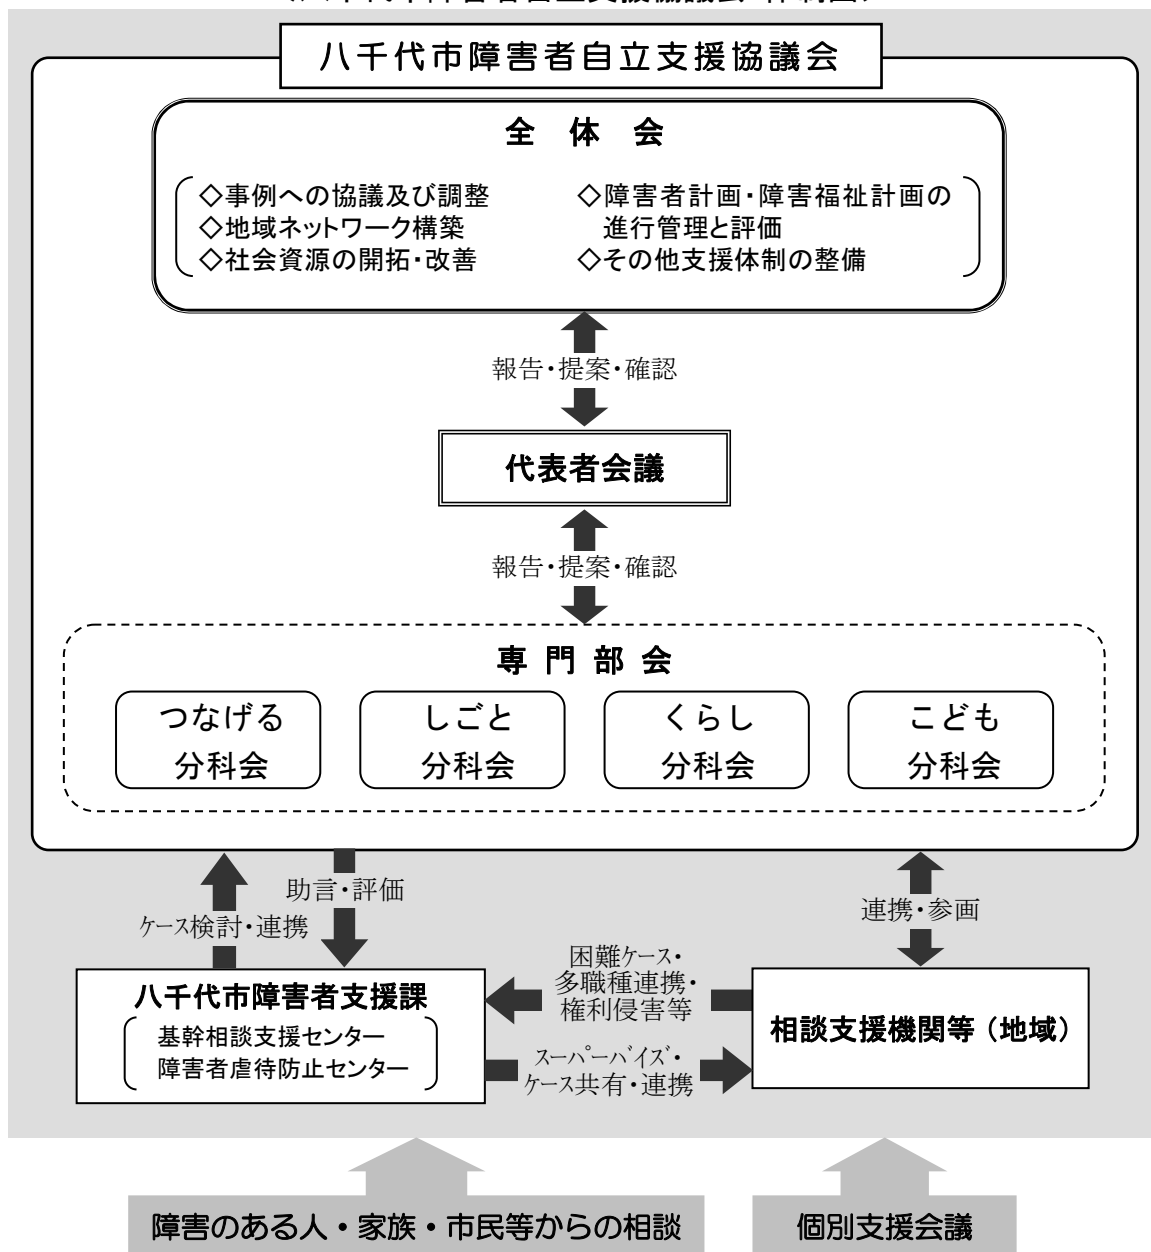 八千代市障害者自立支援協議会
全体会
◇事例への協議及び調整
◇地域ネットワーク構築
◇社会資源の開拓・改善
◇障害者計画・障害福祉計画の
進行管理と評価
◇その他支援体制の整備
報告・提案・確認
代表者会議
報告・提案・確認
専門部会
つなげる
分科会
しごと
分科会
くらし
分科会
こども
分科会
助言・評価
ケース検討・連携
連携・参画
困難ケース・
多職種連携・
権利侵害等
八千代市障害者支援課
基幹相談支援センター
障害者虐待防止センター
スーパーバイズ・
ケース共有・連携
相談支援機関等（地域）
障害のある人・家族・市民等からの相談
個別支援会議